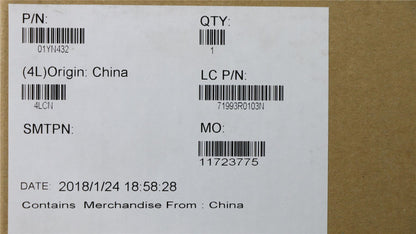 P/N: QTY:
01YN432 1
(4L)Origin: China LC P/N:
4LCN 71993R0103N
SMTPN: MO:
11723775
DATE: 2018/1/24 18:58:28
Contains Merchandise From : China